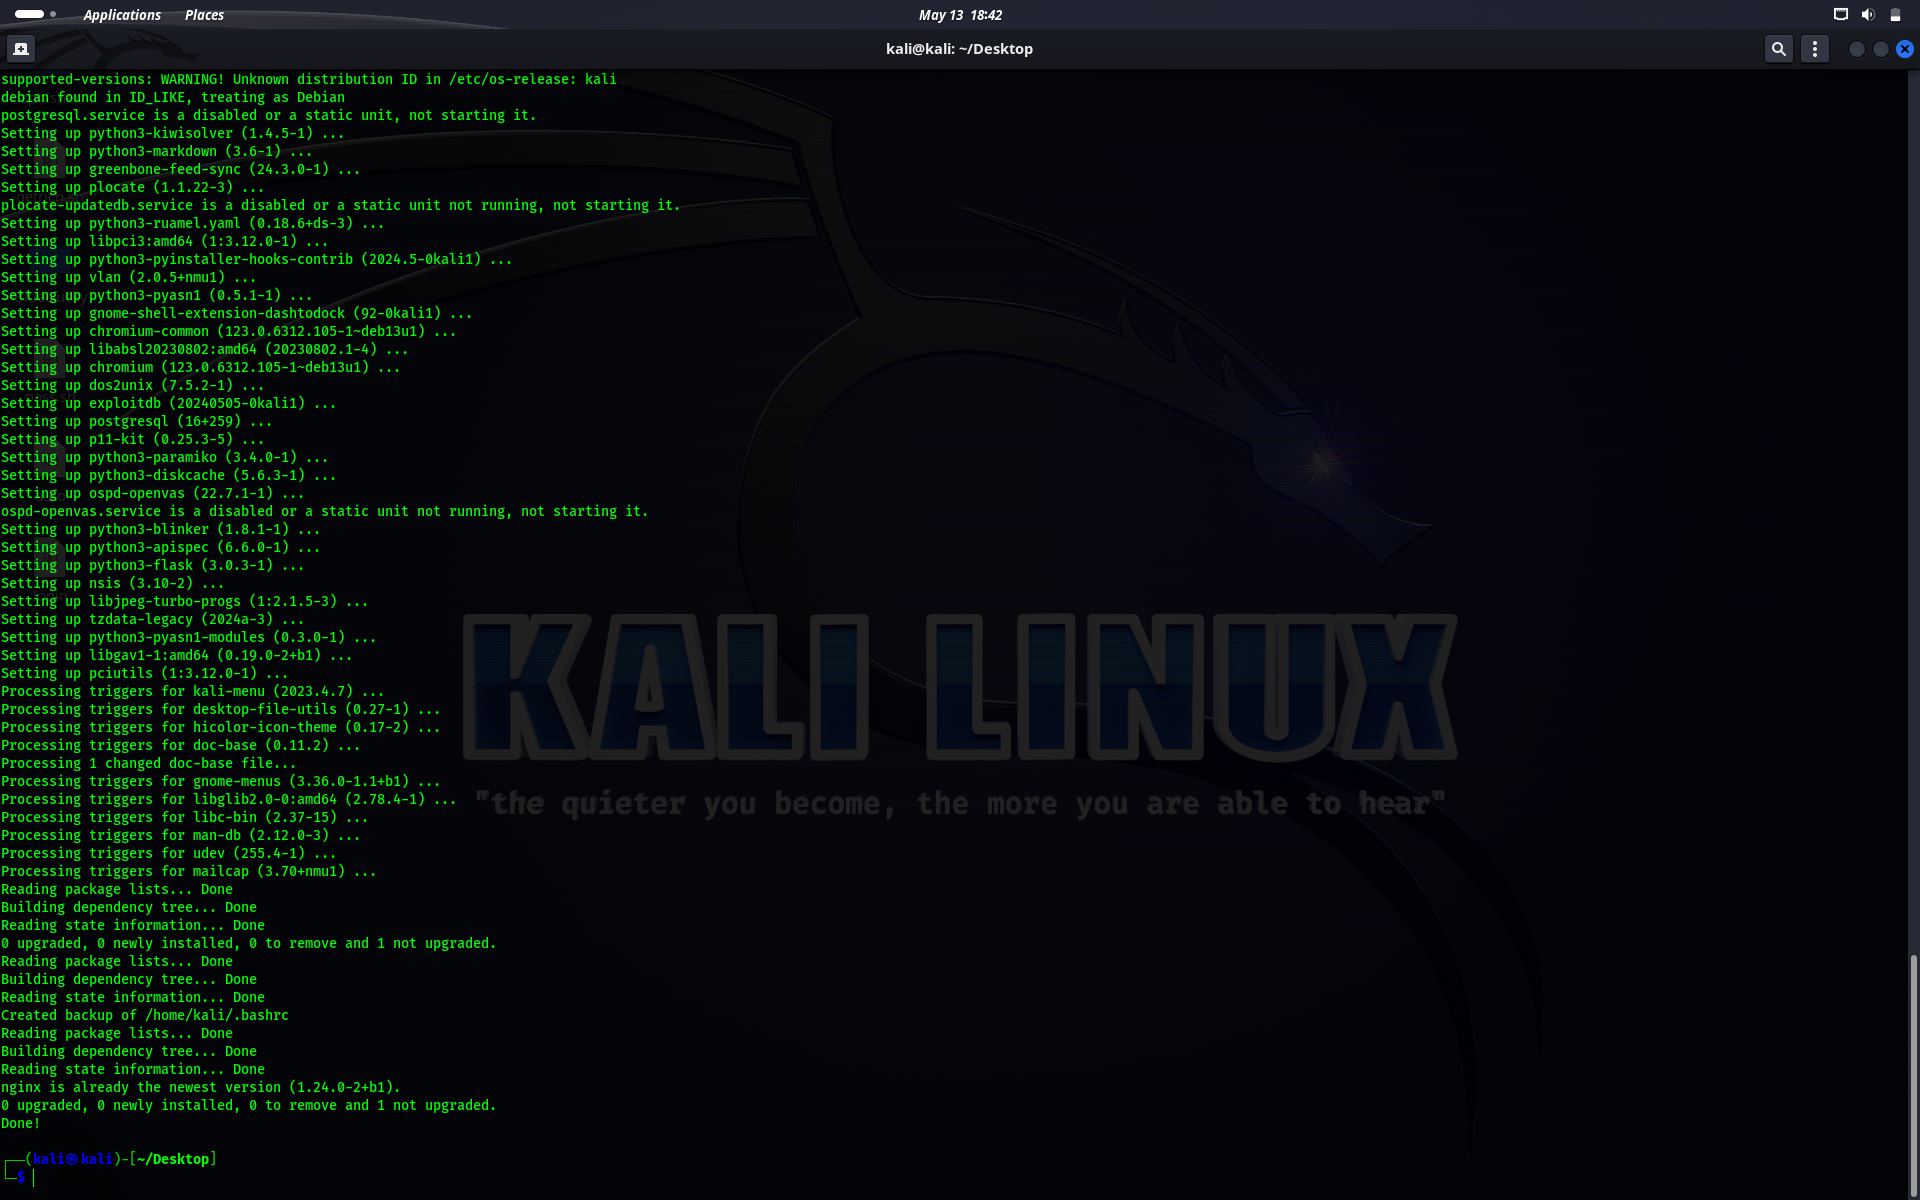 Applications Places May 13 18:42
kali@kali: ~/Desktop
supported-versions: WARNING! Unknown distribution ID in /etc/os-release: kali
debian found in ID_LIKE, treating as Debian
postgresql.service is a disabled or a static unit, not starting it.
Setting up python3-kiwisolver (1.4.5-1) ...
Setting up python3-markdown (3.6-1) ...
Setting up greenbone-feed-sync (24.3.0-1) ...
Setting up plocate (1.1.22-3) ...
plocate-updatedb.service is a disabled or a static unit not running, not starting it.
Setting up python3-ruamel.yaml (0.18.6+ds-3) ...
Setting up libpci3:amd64 (1:3.12.0-1) ...
Setting up python3-pyinstaller-hooks-contrib (2024.5-0kali1) ...
Setting up vlan (2.0.5+nmu1) ...
Setting up python3-pyasn1 (0.5.1-1) ...
Setting up gnome-shell-extension-dashtodock (92-0kali1) ...
Setting up chromium-common (123.0.6312.105-1~deb13u1) ...
Setting up libabsl20230802:amd64 (20230802.1-4) ...
Setting up chromium (123.0.6312.105-1~deb13u1) ...
Setting up dos2unix (7.5.2-1) ...
Setting up exploitdb (20240505-0kali1) ...
Setting up postgresql (16+259) ...
Setting up p11-kit (0.25.3-5) ...
Setting up python3-paramiko (3.4.0-1) ...
Setting up python3-diskcache (5.6.3-1) ...
Setting up ospd-openvas (22.7.1-1) ...
ospd-openvas.service is a disabled or a static unit not running, not starting it.
Setting up python3-blinker (1.8.1-1) ...
Setting up python3-apispec (6.6.0-1) ...
Setting up python3-flask (3.0.3-1) ...
Setting up nsis (3.10-2) ...
Setting up libjpeg-turbo-progs (1:2.1.5-3) ...
Setting up tzdata-legacy (2024a-3) ...
Setting up python3-pyasn1-modules (0.3.0-1) ...
Setting up libgav1-1:amd64 (0.19.0-2+b1) ...
Setting up pciutils (1:3.12.0-1) ...
Processing triggers for kali-menu (2023.4.7) ...
Processing triggers for desktop-file-utils (0.27-1) ...
Processing triggers for hicolor-icon-theme (0.17-2) ...
Processing triggers for doc-base (0.11.2) ...
Processing 1 changed doc-base file...
Processing triggers for gnome-menus (3.36.0-1.1+b1) ...
Processing triggers for libglib2.0-0:amd64 (2.78.4-1) ...
Processing triggers for libc-bin (2.37-15) ...
Processing triggers for man-db (2.12.0-3) ...
Processing triggers for udev (255.4-1) ...
Processing triggers for mailcap (3.70+nmu1) ...
Reading package lists... Done
Building dependency tree... Done
Reading state information... Done
0 upgraded, 0 newly installed, 0 to remove and 1 not upgraded.
Reading package lists... Done
Building dependency tree... Done
Reading state information... Done
Created backup of /home/kali/.bashrc
Reading package lists... Done
Building dependency tree... Done
Reading state information... Done
nginx is already the newest version (1.24.0-2+b1).
0 upgraded, 0 newly installed, 0 to remove and 1 not upgraded.
Done!
┌──(kali㉿kali)-[~/Desktop]
└─$
KALI LINUX
"the quieter you become, the more you are able to hear"